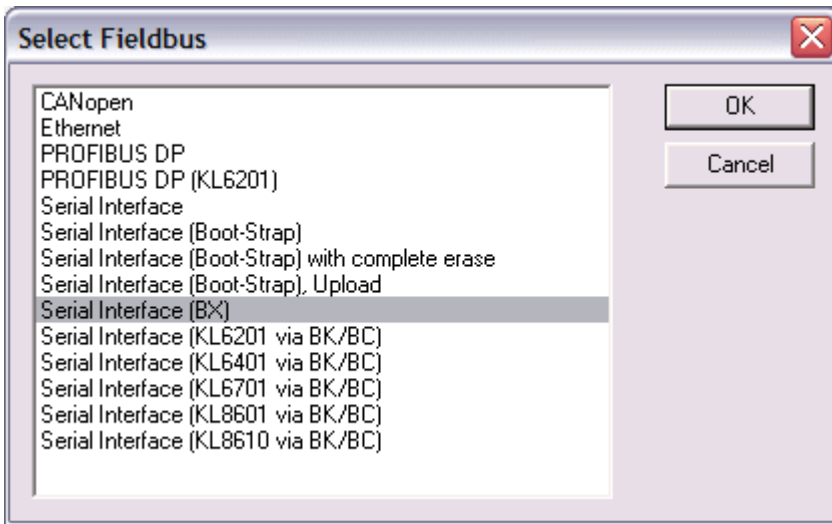 Select Fieldbus
CANopen
Ethernet
PROFIBUS DP
PROFIBUS DP (KL6201)
Serial Interface
Serial Interface (Boot-Strap)
Serial Interface (Boot-Strap) with complete erase
Serial Interface (Boot-Strap), Upload
Serial Interface (BX)
Serial Interface (KL6201 via BK/BC)
Serial Interface (KL6401 via BK/BC)
Serial Interface (KL6701 via BK/BC)
Serial Interface (KL8601 via BK/BC)
Serial Interface (KL8610 via BK/BC)
OK
Cancel